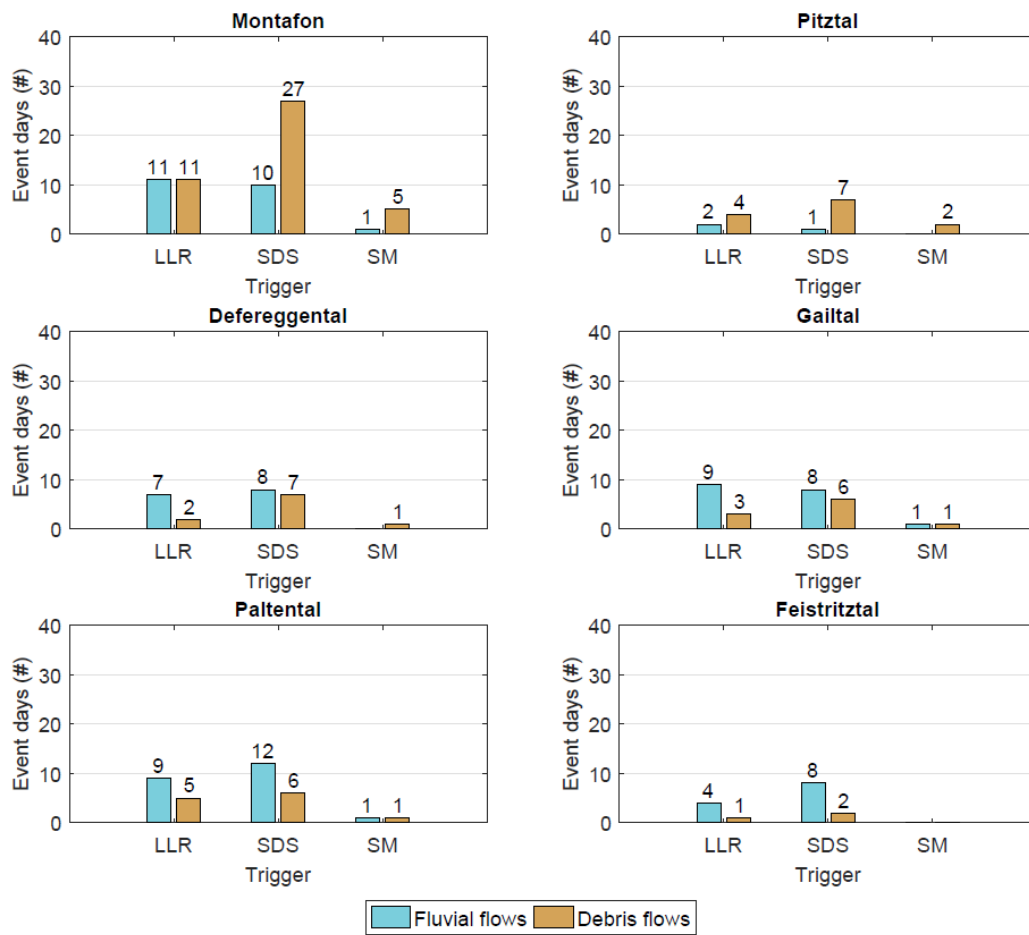 Montafon
40
30
20
10
0
Event days (#)
11 11
10 27
1 5
LLR SDS SM
Trigger
Pitztal
40
30
20
10
0
Event days (#)
2 4
1 7
2
LLR SDS SM
Trigger
Defereggental
40
30
20
10
0
Event days (#)
7 2
8 7
1
LLR SDS SM
Trigger
Gailtal
40
30
20
10
0
Event days (#)
9 3
8 6
1 1
LLR SDS SM
Trigger
Paltental
40
30
20
10
0
Event days (#)
9 5
12 6
1 1
LLR SDS SM
Trigger
Feistritztal
40
30
20
10
0
Event days (#)
4 1
8 2
LLR SDS SM
Trigger
Fluvial flows Debris flows